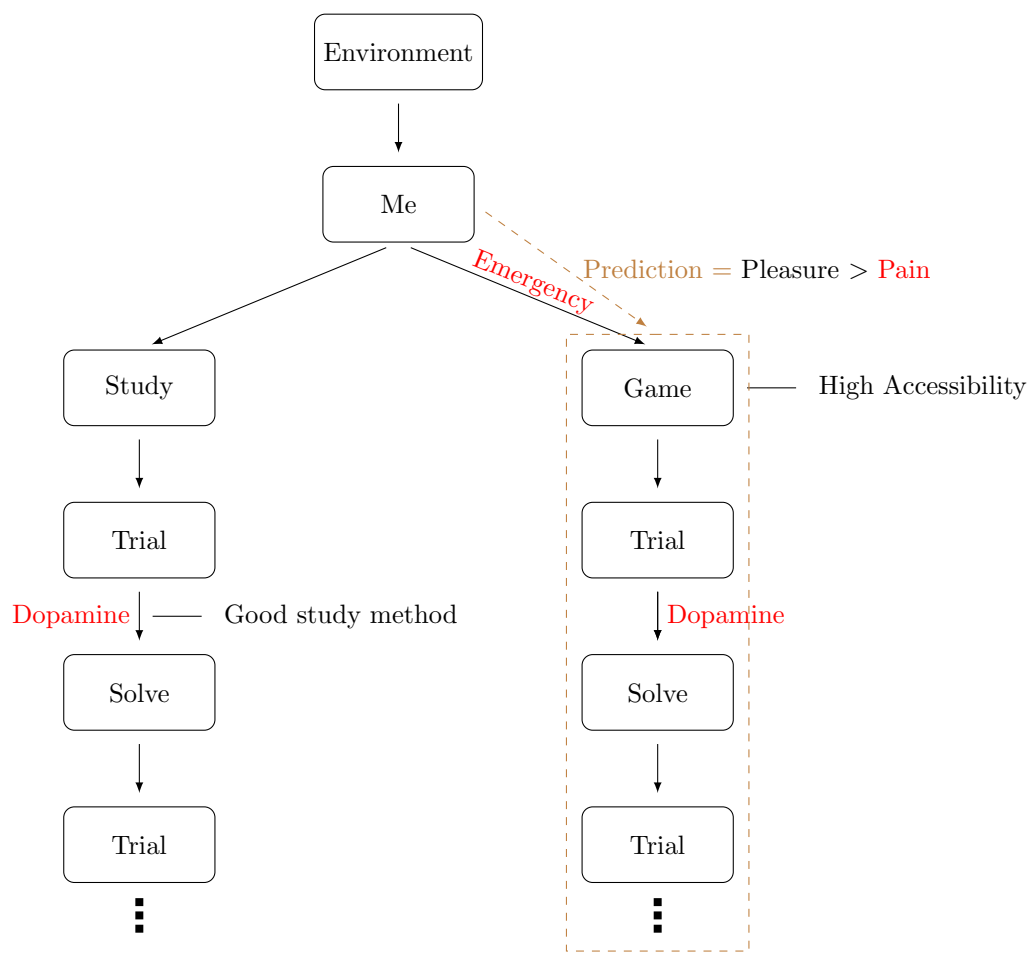 Environment
Me
Emergency
Prediction = Pleasure > Pain
Study
Game
High Accessibility
Trial
Trial
Dopamine
Good study method
Dopamine
Solve
Solve
Trial
Trial